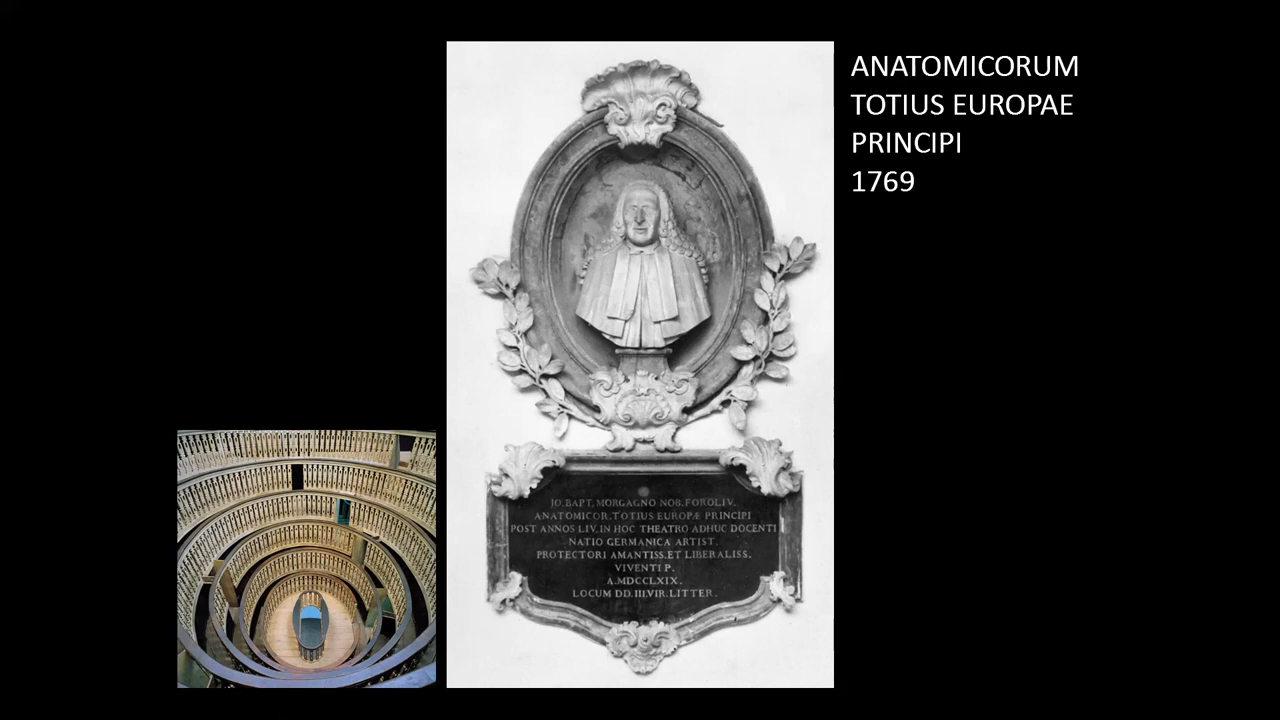 ANATOMICORUM
TOTIUS EUROPAE
PRINCIPI
1769
JO. BAPT. MORGAGNO NOB. FOROLIV.
ANATOMICOR. TOTIUS EUROPÆ PRINCIPI
POST ANNOS LIV. IN HOC THEATRO ADHUC DOCENTI
NATIO GERMANICA ARTIST.
PROTECTORI AMANTISS. ET LIBERALISS.
VIVENTI P.
A. MDCCLXIX.
LOCUM DD. III. VIR. LITTER.